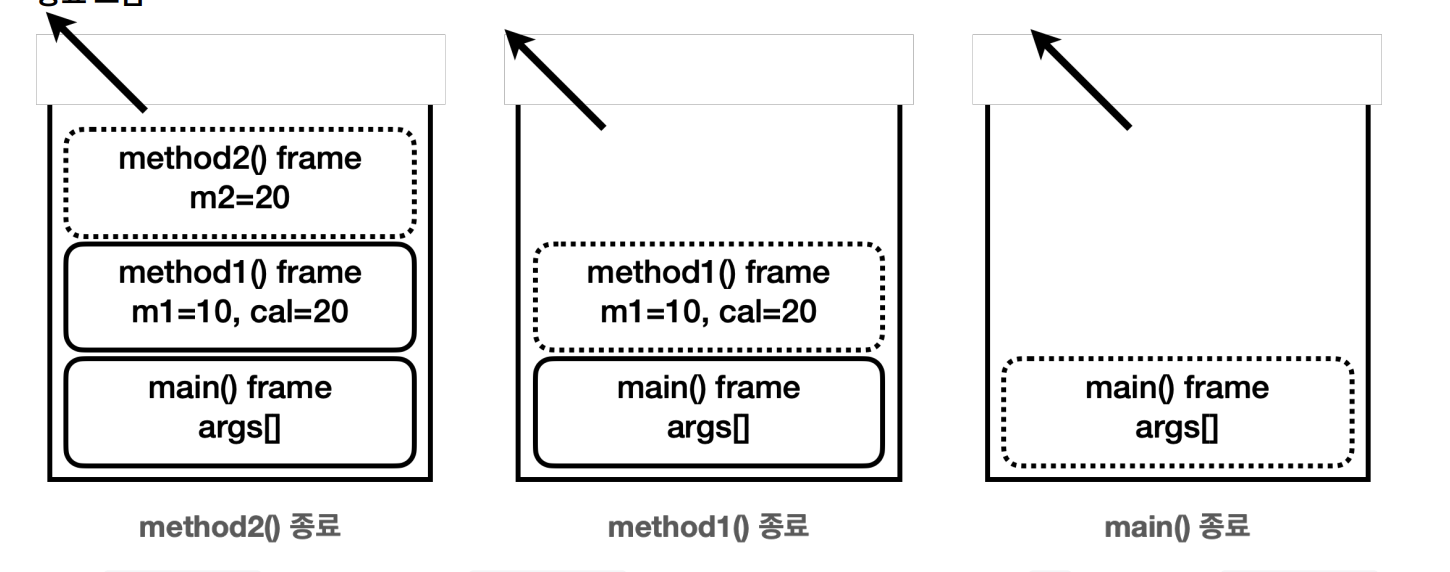 method2() frame
m2=20
method1() frame
m1=10, cal=20
main() frame
args[]
method2() 종료
method1() frame
m1=10, cal=20
main() frame
args[]
method1() 종료
main() frame
args[]
main() 종료